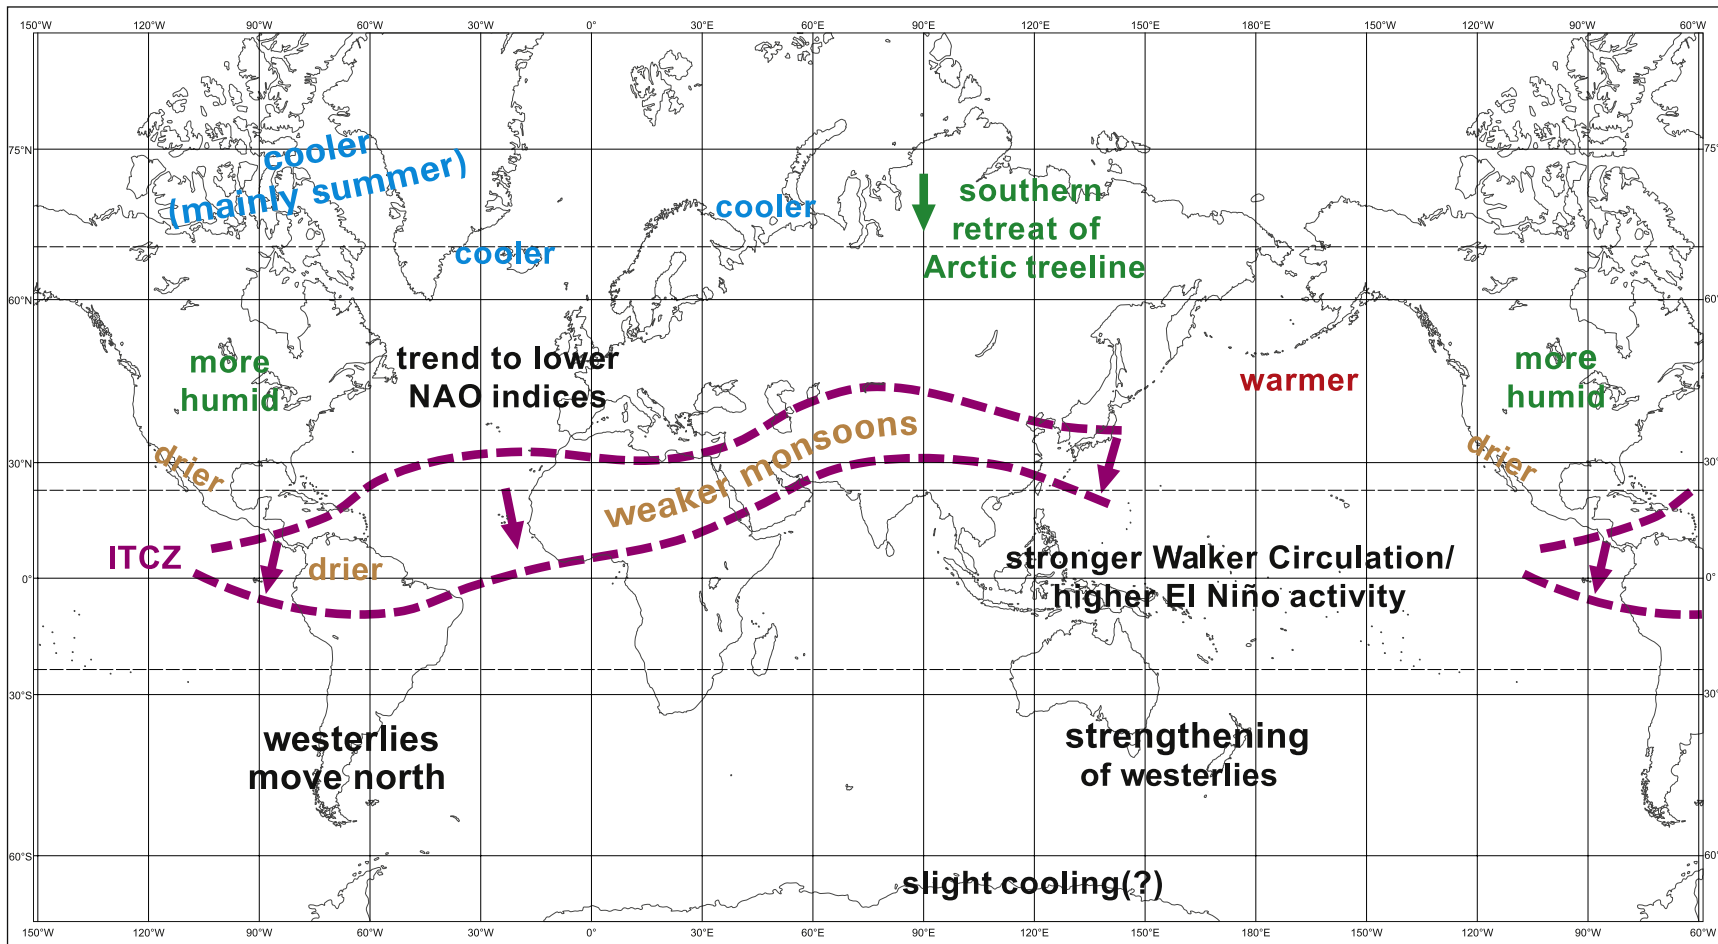 150°W 120°W 90°W 60°W 30°W 0° 30°E 60°E 90°E 120°E 150°E 180°W 150°W 120°W 90°W 60°W
75°N
75°
cooler
(mainly summer)
cooler
cooler
southern
retreat of
Arctic treeline
60°N
60°
more
humid
trend to lower
NAO indices
warmer
more
humid
drier
weaker monsoons
drier
30°N
30°
ITCZ
drier
stronger Walker Circulation/
higher El Niño activity
0°
0°
30°S
30°
westerlies
move north
strengthening
of westerlies
60°S
60°
slight cooling(?)
150°W 120°W 90°W 60°W 30°W 0° 30°E 60°E 90°E 120°E 150°E 180°W 150°W 120°W 90°W 60°W